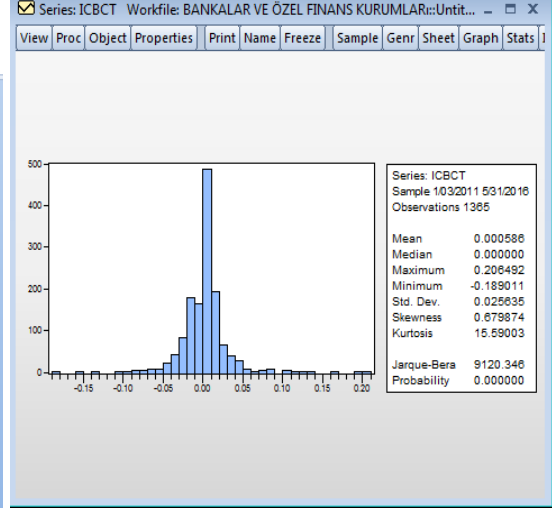 Series: ICBCT Workfile: BANKALAR VE ÖZEL FINANS KURUMLARı::Untit...
View Proc Object Properties Print Name Freeze Sample Genr Sheet Graph Stats
500
400
300
200
100
0
-0.15 -0.10 -0.05 0.00 0.05 0.10 0.15 0.20
Series: ICBCT
Sample 1/03/2011 5/31/2016
Observations 1365
Mean 0.000586
Median 0.000000
Maximum 0.206492
Minimum -0.189011
Std. Dev. 0.025635
Skewness 0.679874
Kurtosis 15.59003
Jarque-Bera 9120.346
Probability 0.000000